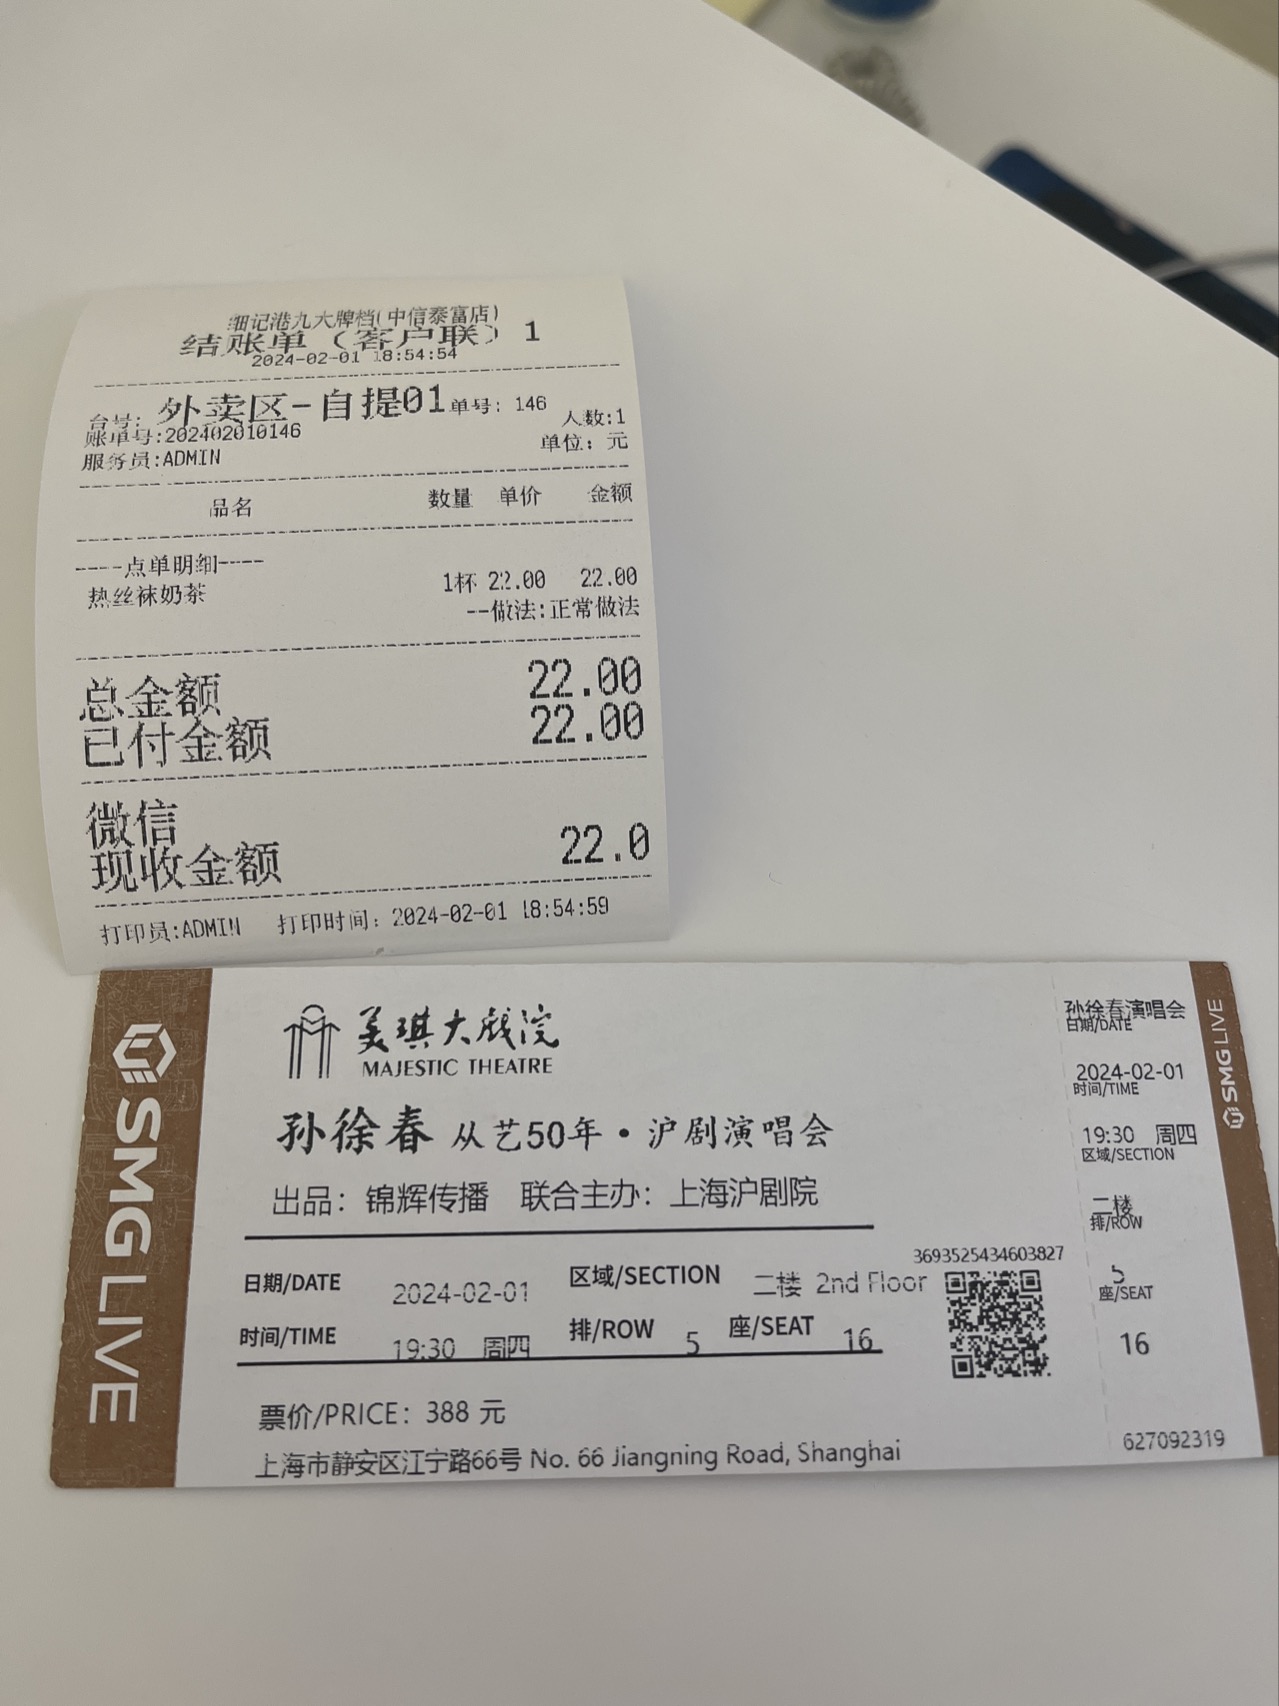 细记港九大牌档(中信泰富店)
结账单（客户联）1
2024-02-01 18:54:54
台号: 外卖区-自提01 单号: 146 人数:1
账单号:202402010146 单位: 元
服务员:ADMIN
品名 数量 单价 金额
----点单明细----
热丝袜奶茶 1杯 22.00 22.00
--做法:正常做法
总金额 22.00
已付金额 22.00
微信
现收金额 22.0
打印员:ADMIN 打印时间: 2024-02-01 18:54:59
SMG LIVE
美琪大戏院
MAJESTIC THEATRE
孙徐春 从艺50年·沪剧演唱会
出品：锦辉传播 联合主办：上海沪剧院
日期/DATE 2024-02-01 区域/SECTION 二楼 2nd Floor
时间/TIME 19:30 周四 排/ROW 5 座/SEAT 16
票价/PRICE：388 元
上海市静安区江宁路66号 No. 66 Jiangning Road, Shanghai
3693525434603827
孙徐春演唱会
日期/DATE
2024-02-01
时间/TIME
19:30 周四
区域/SECTION
二楼
排/ROW
5
座/SEAT
16
627092319
SMG LIVE